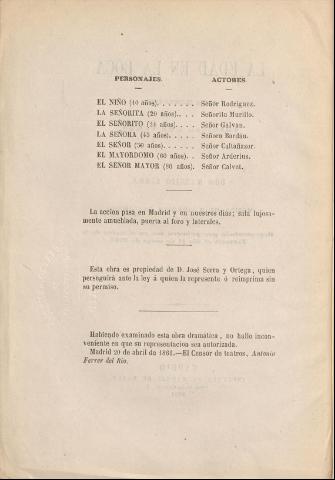 PERSONAJES. ACTORES.
EL NIÑO (10 años). . . . . . . Señor Rodriguez.
LA SEÑORITA (20 años).. . . Señorita Murillo.
EL SEÑORITO (24 años).. . . Señor Galvan.
LA SEÑORA (45 años). . . . . Señora Bardan.
EL SEÑOR (50 años). . . . . . Señor Caltañazor.
EL MAYORDOMO (60 años). . Señor Arderius.
EL SEÑOR MAYOR (80 años). Señor Calvet.
La accion pasa en Madrid y en nuestros dias; sala lujosa-
mente amueblada, puerta al foro y laterales.
Esta obra es propiedad de D. José Serra y Ortega, quien
perseguirá ante la ley á quien la represente ó reimprima sin
su permiso.
Habiendo examinado esta obra dramática, no hallo incon-
veniente en que su representacion sea autorizada.
Madrid 20 de abril de 1861.—El Censor de teatros, Antonio
Ferrer del Rio.